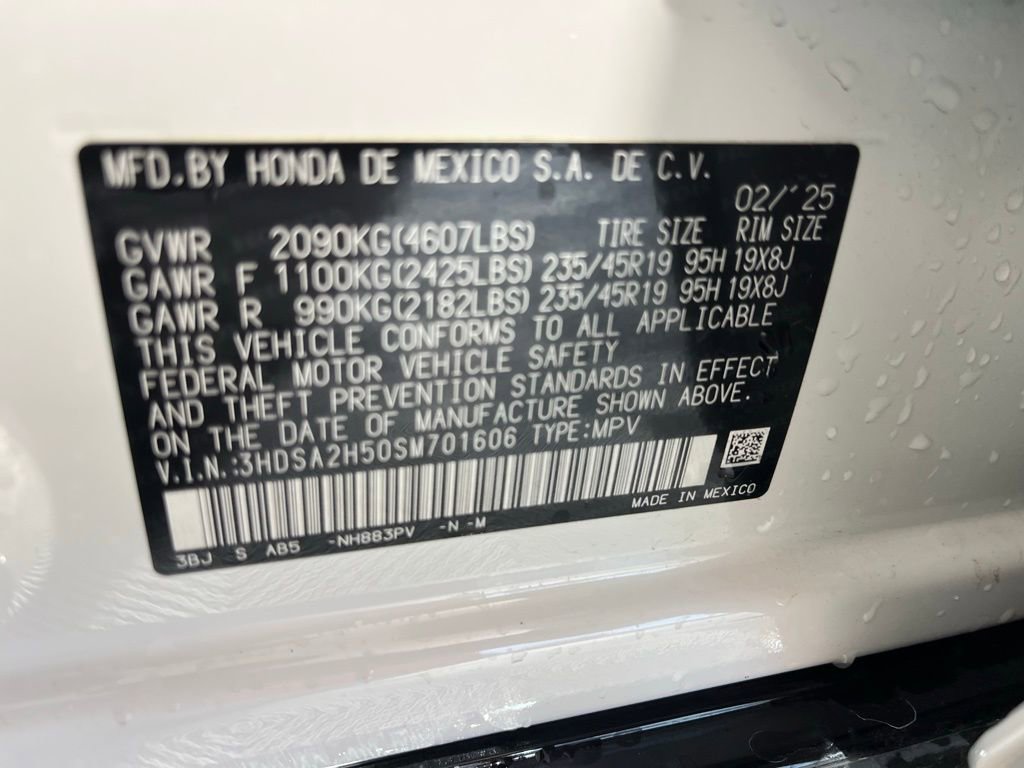 MFD.BY HONDA DE MEXICO S.A. DE C.V.
02/'25
GVWR 2090KG(4607LBS) TIRE SIZE RIM SIZE
GAWR F 1100KG(2425LBS) 235/45R19 95H 19X8J
GAWR R 990KG(2182LBS) 235/45R19 95H 19X8J
THIS VEHICLE CONFORMS TO ALL APPLICABLE
FEDERAL MOTOR VEHICLE SAFETY
AND THEFT PREVENTION STANDARDS IN EFFECT
ON THE DATE OF MANUFACTURE SHOWN ABOVE.
V.I.N.:3HDSA2H50SM701606 TYPE:MPV
MADE IN MEXICO
3BJ S AB5 -NH883PV -N -M